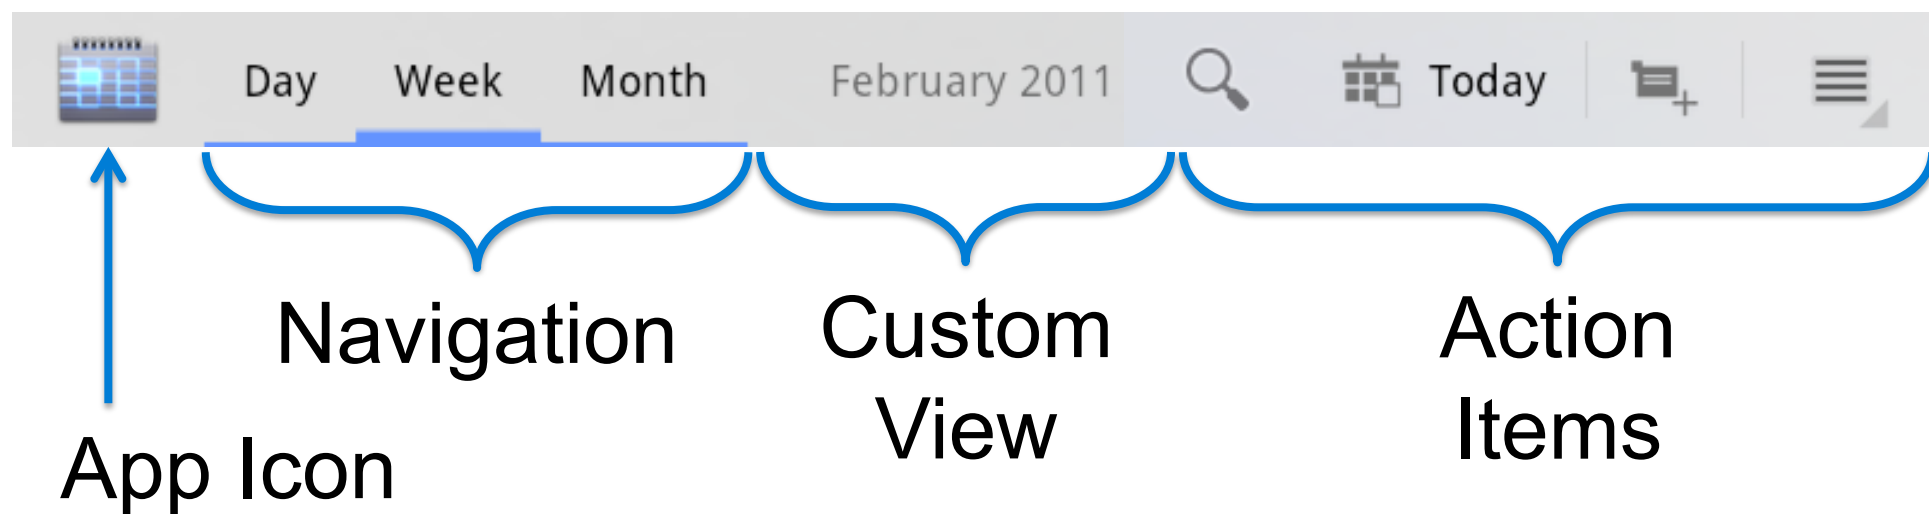 Day Week Month February 2011 Today
Navigation
Custom
View
Action
Items
App Icon